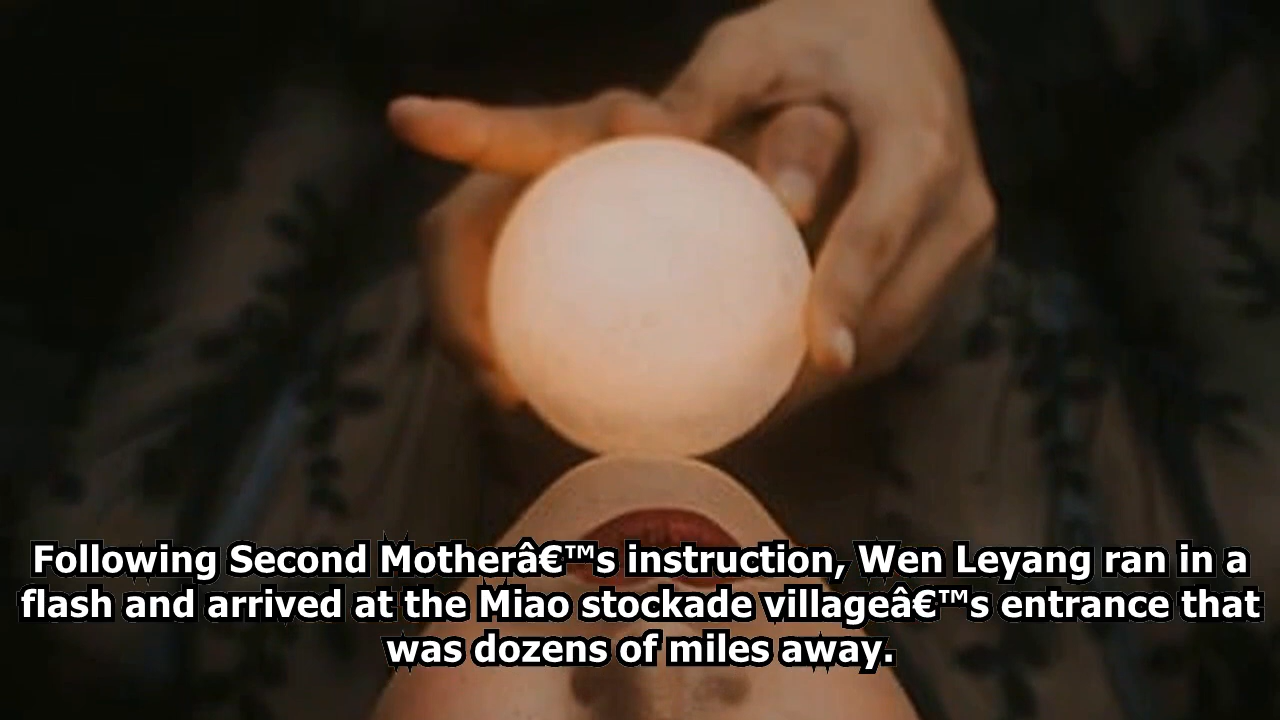 Following Second Motherâ€™s instruction, Wen Leyang ran in a
flash and arrived at the Miao stockade villageâ€™s entrance that
was dozens of miles away.